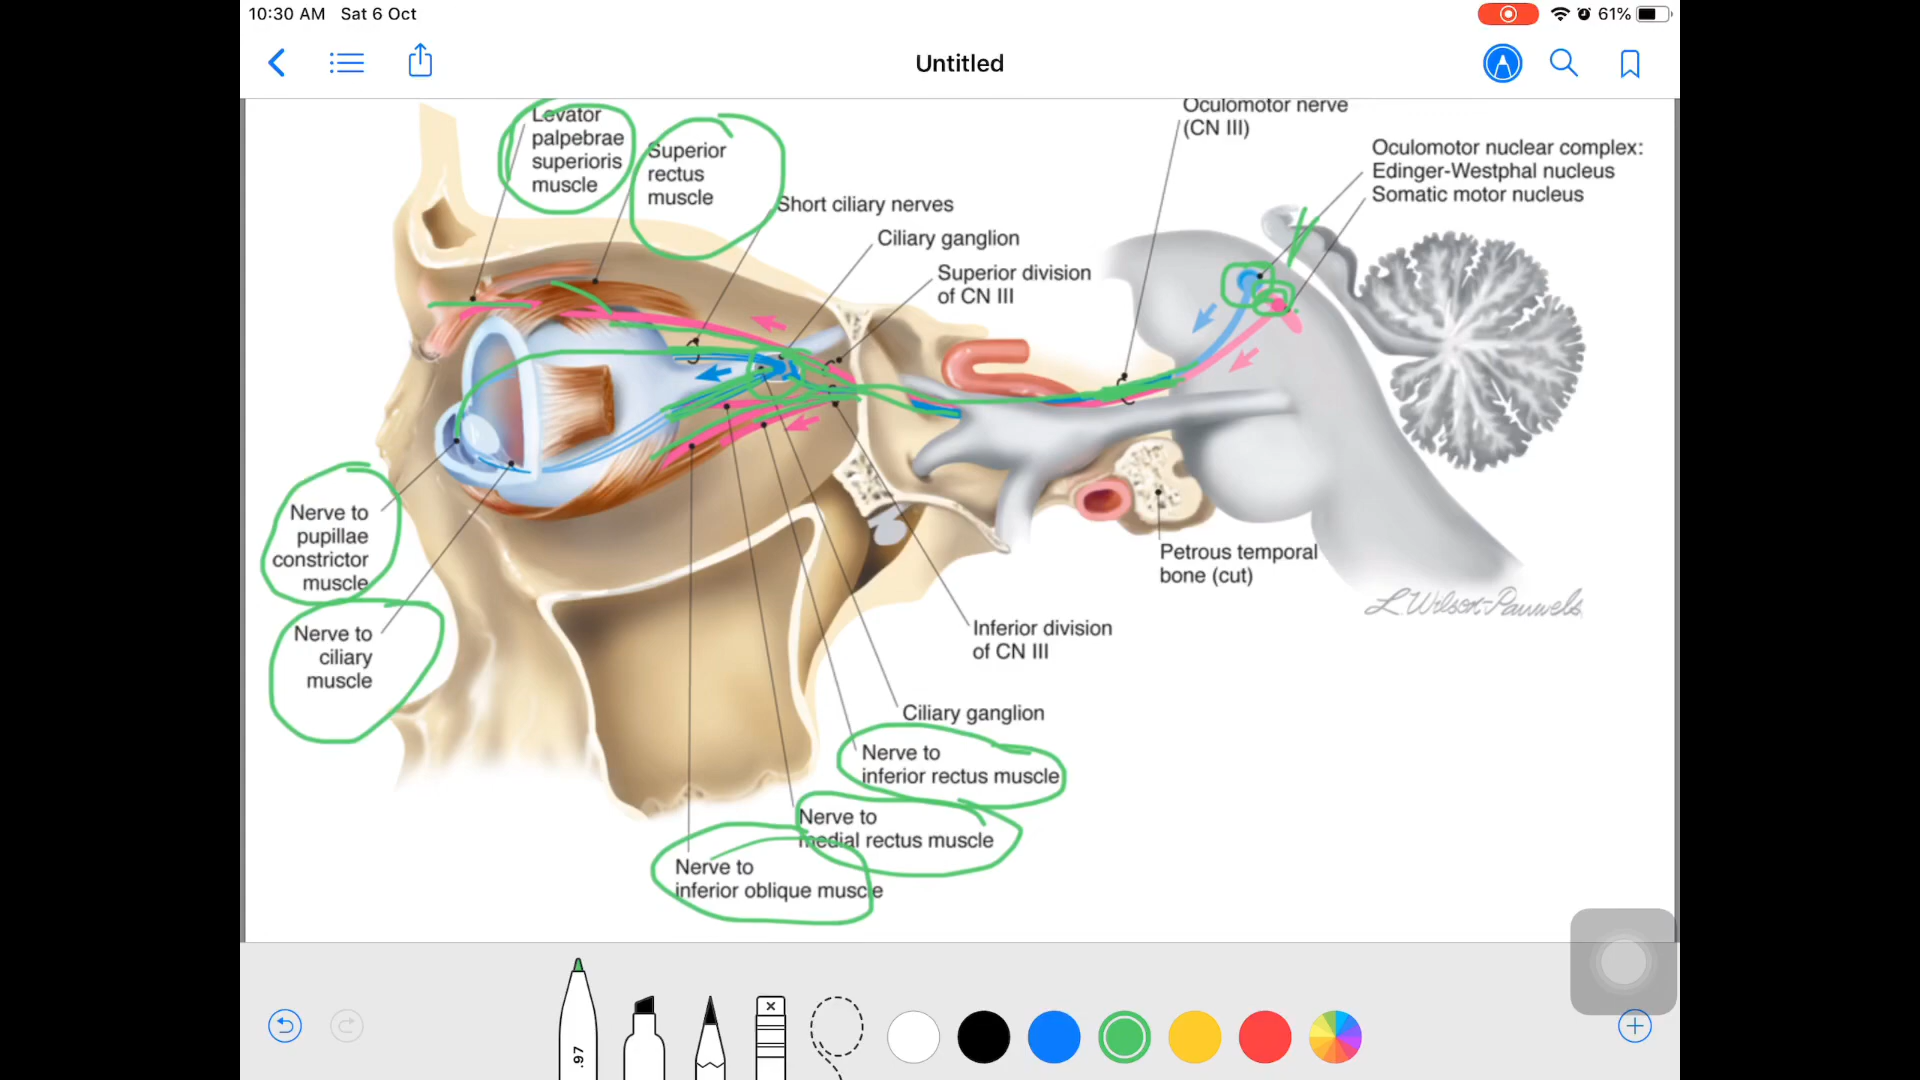 10:30 AM Sat 6 Oct
61%
Untitled
Levator
palpebrae
superioris
muscle
Superior
rectus
muscle
Short ciliary nerves
Ciliary ganglion
Superior division
of CN III
Oculomotor nerve
(CN III)
Oculomotor nuclear complex:
Edinger-Westphal nucleus
Somatic motor nucleus
Nerve to
pupillae
constrictor
muscle
Nerve to
ciliary
muscle
Petrous temporal
bone (cut)
L Wilson-Pauwels
Inferior division
of CN III
Ciliary ganglion
Nerve to
inferior rectus muscle
Nerve to
medial rectus muscle
Nerve to
inferior oblique muscle
.97